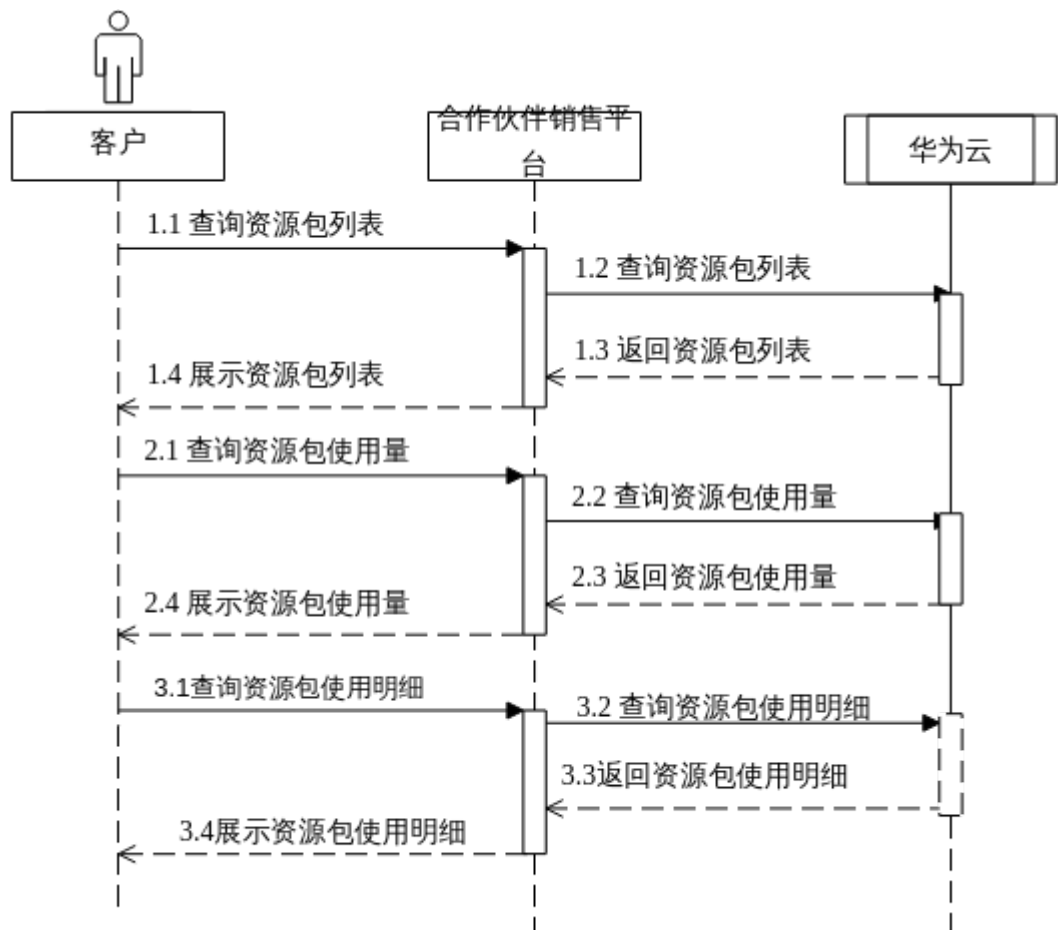 客户
合作伙伴销售平
台
华为云
1.1 查询资源包列表
1.2 查询资源包列表
1.3 返回资源包列表
1.4 展示资源包列表
2.1 查询资源包使用量
2.2 查询资源包使用量
2.3 返回资源包使用量
2.4 展示资源包使用量
3.1查询资源包使用明细
3.2 查询资源包使用明细
3.3返回资源包使用明细
3.4展示资源包使用明细